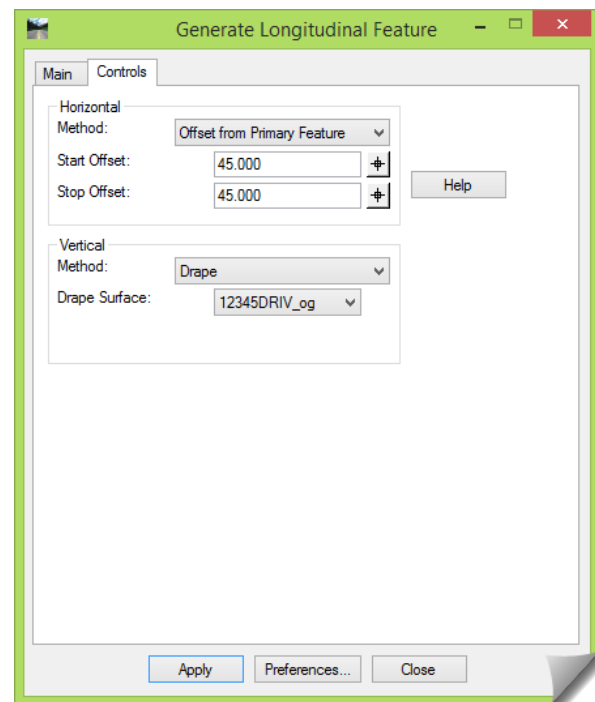 Generate Longitudinal Feature
Main Controls
Horizontal
Method: Offset from Primary Feature
Start Offset: 45.000
Help
Stop Offset: 45.000
Vertical
Method: Drape
Drape Surface: 12345DRIV_og
Apply Preferences... Close